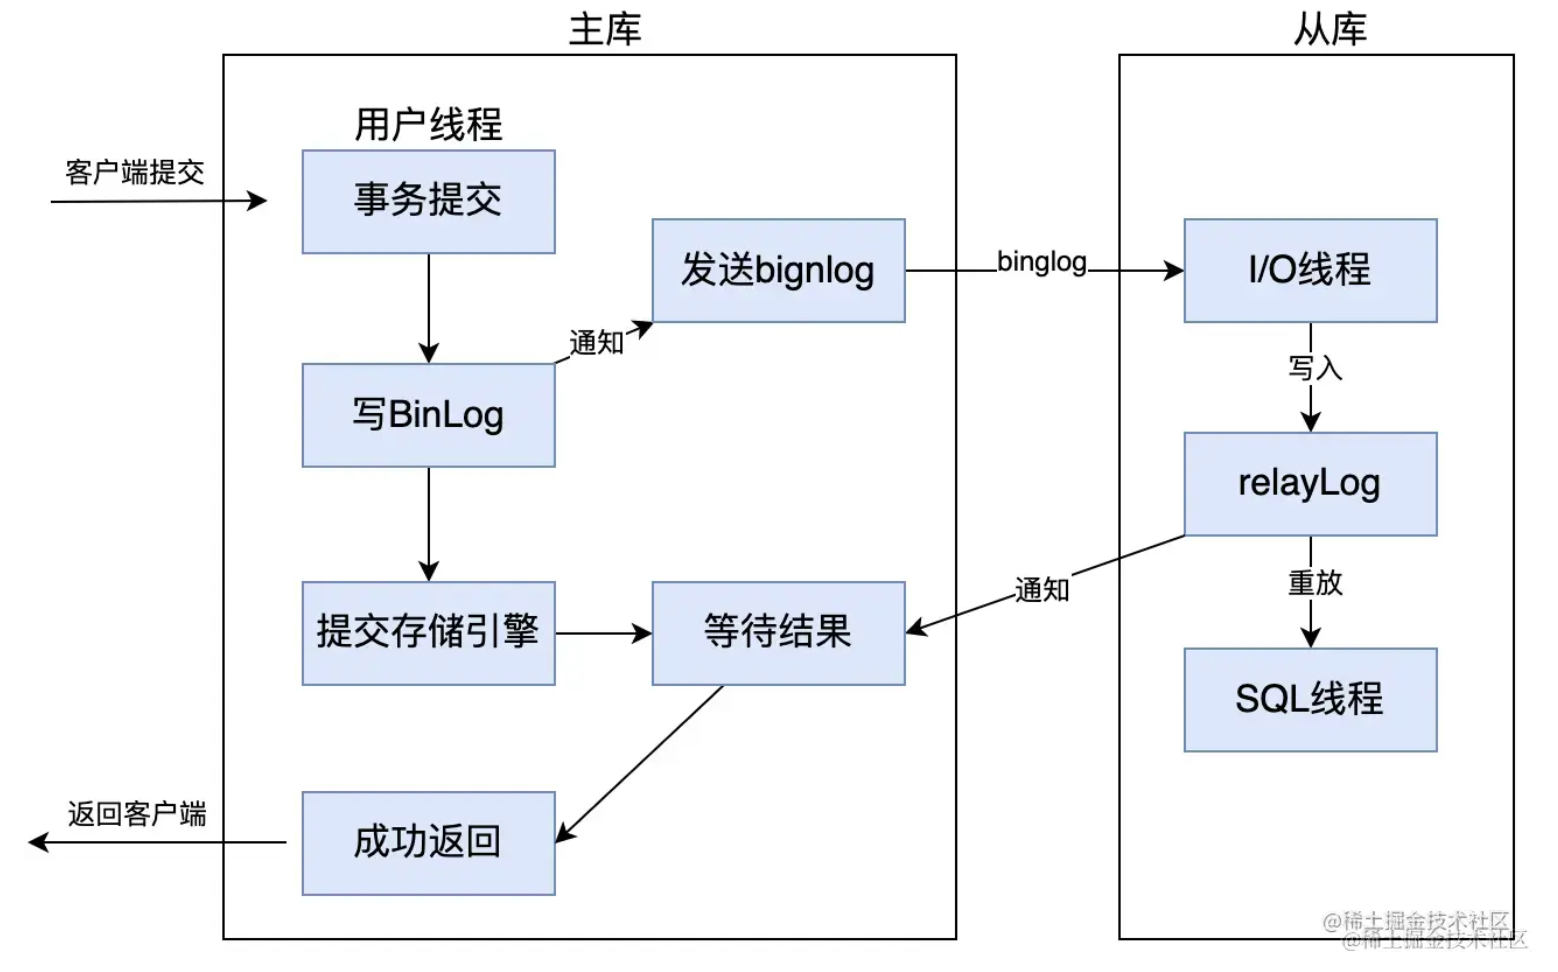 主库
从库
用户线程
客户端提交
事务提交
发送bignlog
binglog
I/O线程
通知
写入
写BinLog
relayLog
通知
重放
提交存储引擎
等待结果
SQL线程
返回客户端
成功返回
@稀土掘金技术社区
@稀土掘金技术社区